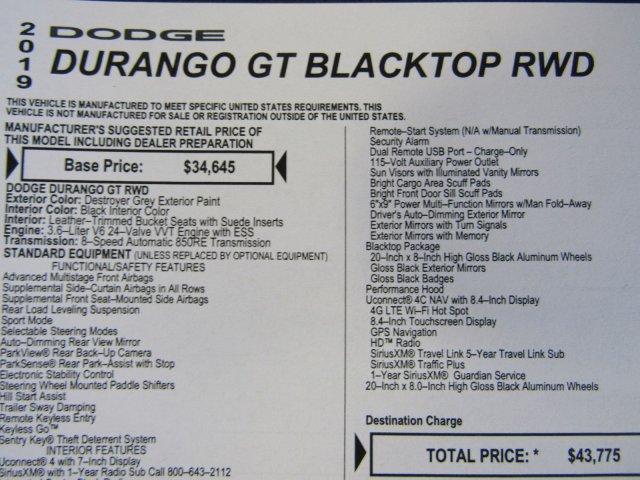 2019 DODGE
DURANGO GT BLACKTOP RWD
THIS VEHICLE IS MANUFACTURED TO MEET SPECIFIC UNITED STATES REQUIREMENTS. THIS
VEHICLE IS NOT MANUFACTURED FOR SALE OR REGISTRATION OUTSIDE OF THE UNITED STATES.
MANUFACTURER'S SUGGESTED RETAIL PRICE OF
THIS MODEL INCLUDING DEALER PREPARATION
Base Price: $34,645
DODGE DURANGO GT RWD
Exterior Color: Destroyer Grey Exterior Paint
Interior Color: Black Interior Color
Interior: Leather–Trimmed Bucket Seats with Suede Inserts
Engine: 3.6–Liter V6 24–Valve VVT Engine with ESS
Transmission: 8–Speed Automatic 850RE Transmission
STANDARD EQUIPMENT (UNLESS REPLACED BY OPTIONAL EQUIPMENT)
FUNCTIONAL/SAFETY FEATURES
Advanced Multistage Front Airbags
Supplemental Side–Curtain Airbags in All Rows
Supplemental Front Seat–Mounted Side Airbags
Rear Load Leveling Suspension
Sport Mode
Selectable Steering Modes
Auto–Dimming Rear View Mirror
ParkView® Rear Back–Up Camera
ParkSense® Rear Park–Assist with Stop
Electronic Stability Control
Steering Wheel Mounted Paddle Shifters
Hill Start Assist
Trailer Sway Damping
Remote Keyless Entry
Keyless Go™
Sentry Key® Theft Deterrent System
INTERIOR FEATURES
Uconnect® 4 with 7–Inch Display
SiriusXM® with 1–Year Radio Sub Call 800–643–2112
Remote–Start System (N/A w/Manual Transmission)
Security Alarm
Dual Remote USB Port – Charge–Only
115–Volt Auxiliary Power Outlet
Sun Visors with Illuminated Vanity Mirrors
Bright Cargo Area Scuff Pads
Bright Front Door Sill Scuff Pads
6"x9" Power Multi–Function Mirrors w/Man Fold–Away
Driver's Auto–Dimming Exterior Mirror
Exterior Mirrors with Turn Signals
Exterior Mirrors with Memory
Blacktop Package
20–Inch x 8–Inch High Gloss Black Aluminum Wheels
Gloss Black Exterior Mirrors
Gloss Black Badges
Performance Hood
Uconnect® 4C NAV with 8.4–Inch Display
4G LTE Wi–Fi Hot Spot
8.4–Inch Touchscreen Display
GPS Navigation
HD™ Radio
SiriusXM® Travel Link 5–Year Travel Link Sub
SiriusXM® Traffic Plus
1–Year SiriusXM® Guardian Service
20–Inch x 8.0–Inch High Gloss Black Aluminum Wheels
Destination Charge
TOTAL PRICE: * $43,775